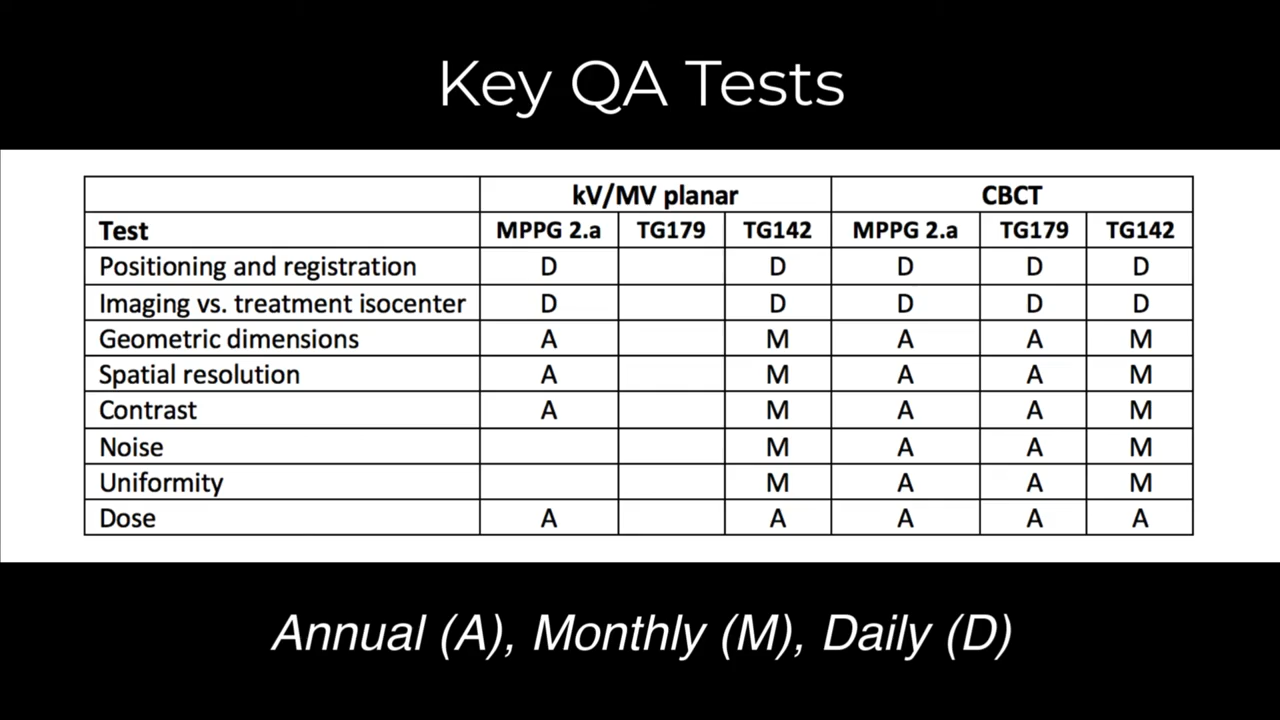 Key QA Tests
kV/MV planar CBCT
Test MPPG 2.a TG179 TG142 MPPG 2.a TG179 TG142
Positioning and registration D D D D D
Imaging vs. treatment isocenter D D D D D
Geometric dimensions A M A A M
Spatial resolution A M A A M
Contrast A M A A M
Noise M A A M
Uniformity M A A M
Dose A A A A A
Annual (A), Monthly (M), Daily (D)